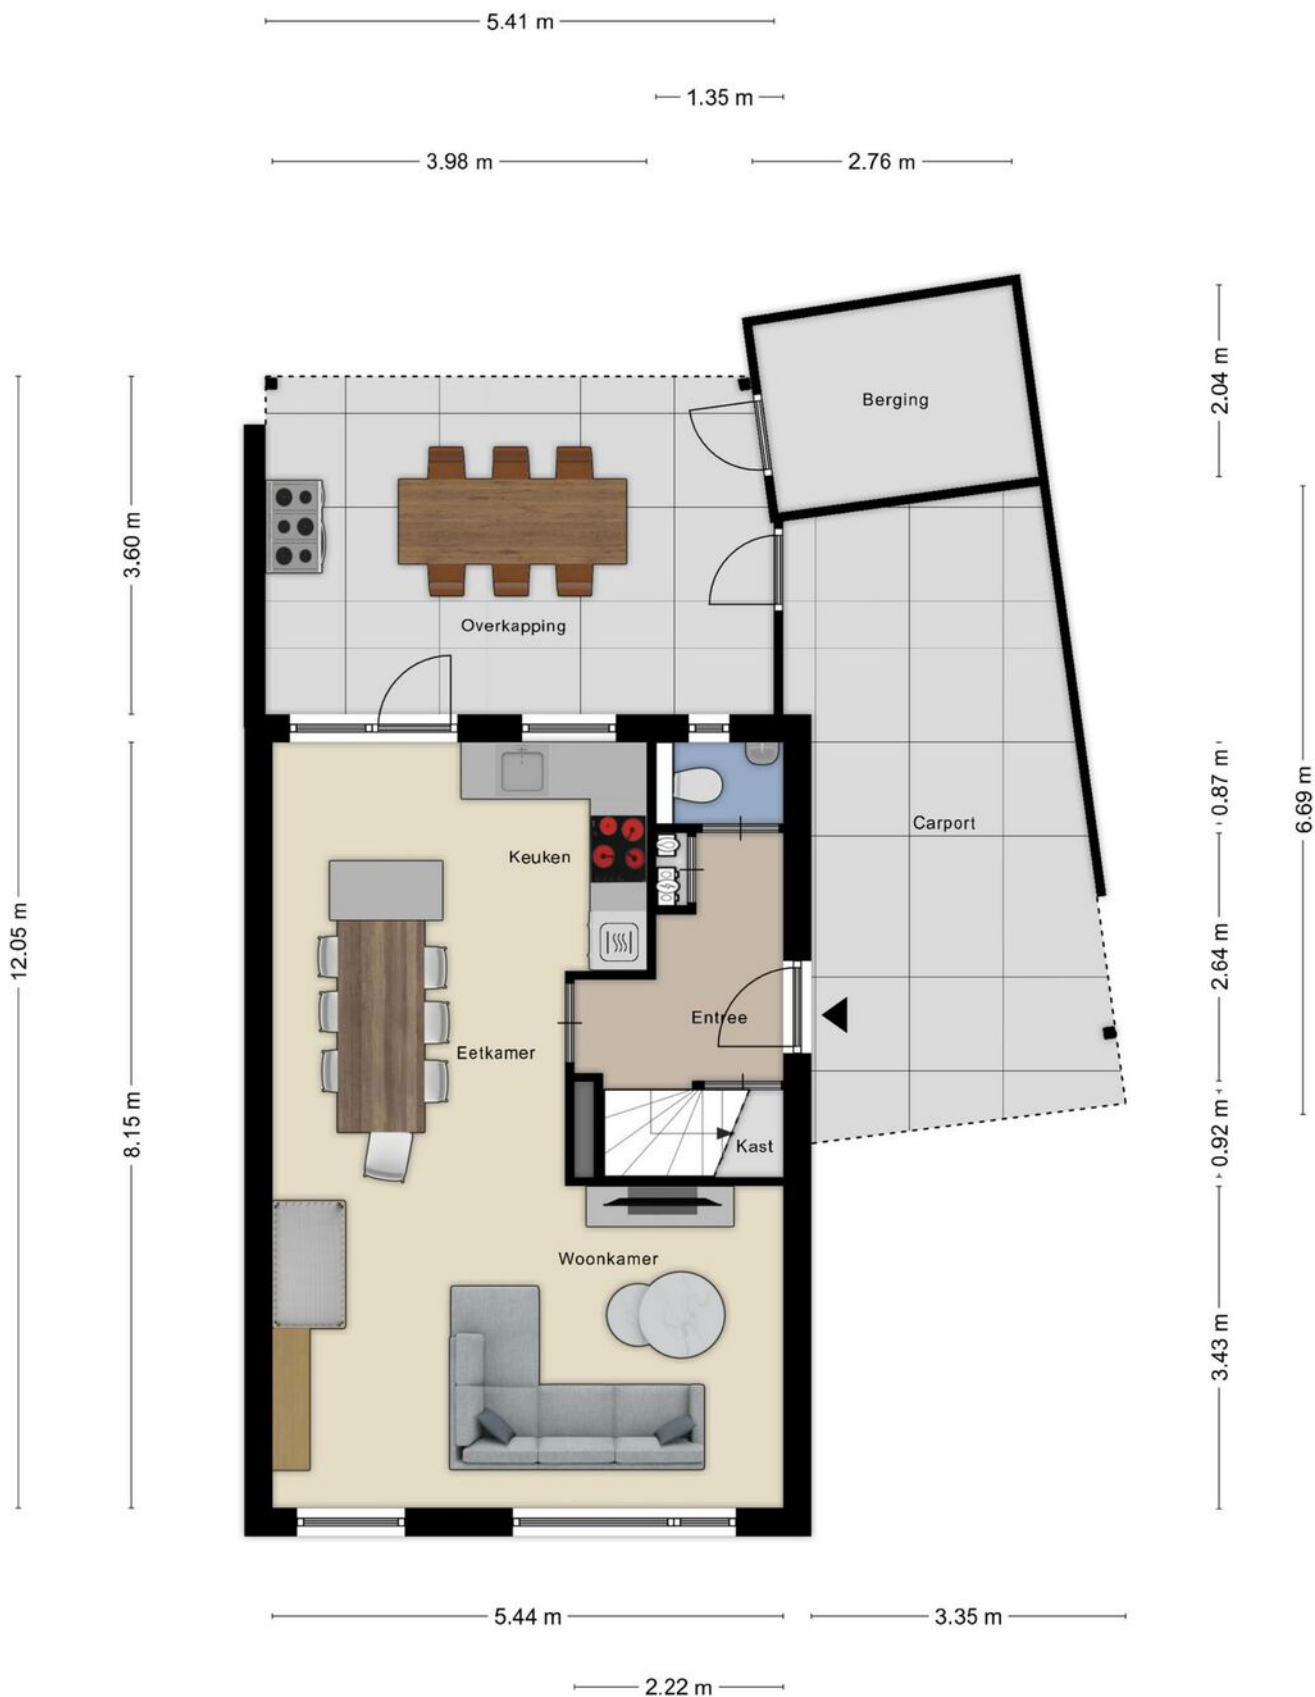 5.41 m
1.35 m
3.98 m
2.76 m
2.04 m
Berging
3.60 m
Overkapping
6.69 m
0.87 m
Carport
Keuken
12.05 m
2.64 m
Entree
Eetkamer
8.15 m
0.92 m
Kast
Woonkamer
3.43 m
5.44 m
3.35 m
2.22 m